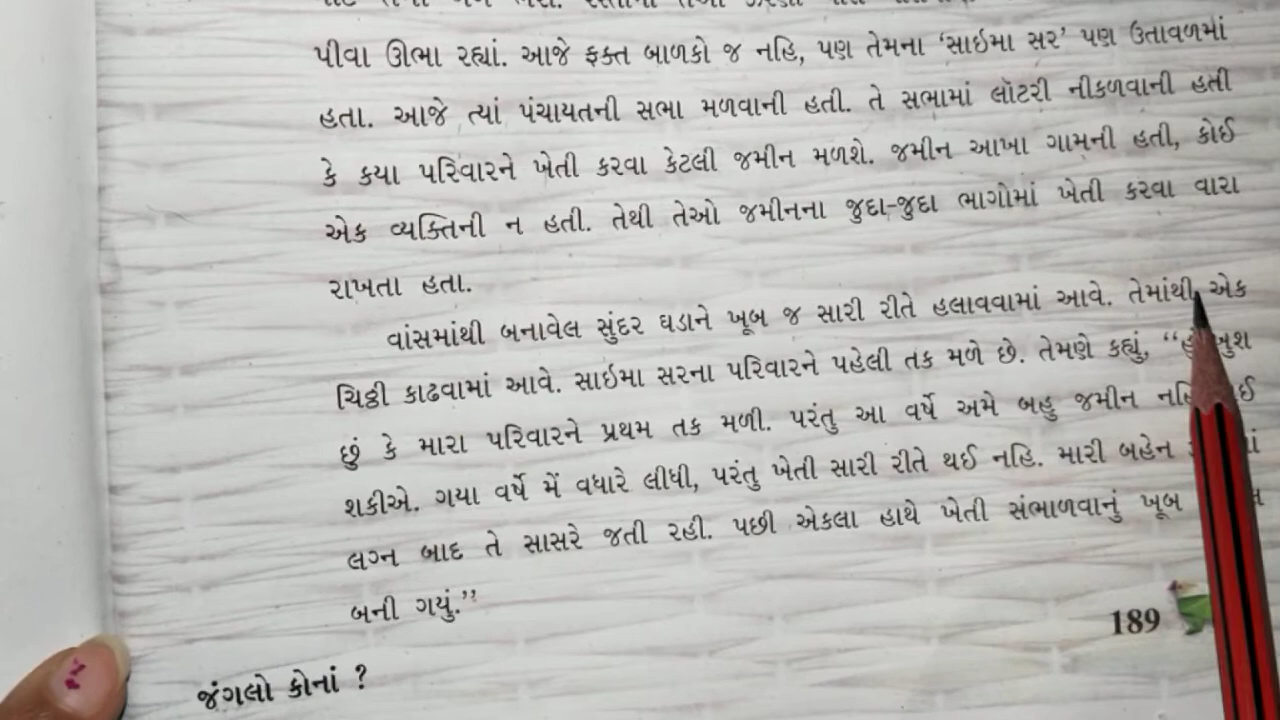 પીવા ઊભા રહ્યાં. આજે ફક્ત બાળકો જ નહિ, પણ તેમના ‘સાઇમા સર’ પણ ઉતાવળમાં
હતા. આજે ત્યાં પંચાયતની સભા મળવાની હતી. તે સભામાં લૉટરી નીકળવાની હતી
કે કયા પરિવારને ખેતી કરવા કેટલી જમીન મળશે. જમીન આખા ગામની હતી, કોઈ
એક વ્યક્તિની ન હતી. તેથી તેઓ જમીનના જુદા-જુદા ભાગોમાં ખેતી કરવા વારા
રાખતા હતા.
વાંસમાંથી બનાવેલ સુંદર ઘડાને ખૂબ જ સારી રીતે હલાવવામાં આવે. તેમાંથી એક
ચિઠ્ઠી કાઢવામાં આવે. સાઇમા સરના પરિવારને પહેલી તક મળે છે. તેમણે કહ્યું, “હું ખુશ
છું કે મારા પરિવારને પ્રથમ તક મળી. પરંતુ આ વર્ષે અમે બહુ જમીન
શકીએ. ગયા વર્ષે મેં વધારે લીધી, પરંતુ ખેતી સારી રીતે થઈ નહિ. મારી બહેન
લગ્ન બાદ તે સાસરે જતી રહી. પછી એકલા હાથે ખેતી સંભાળવાનું ખૂબ
બની ગયું.”
189
જંગલો કોનાં ?